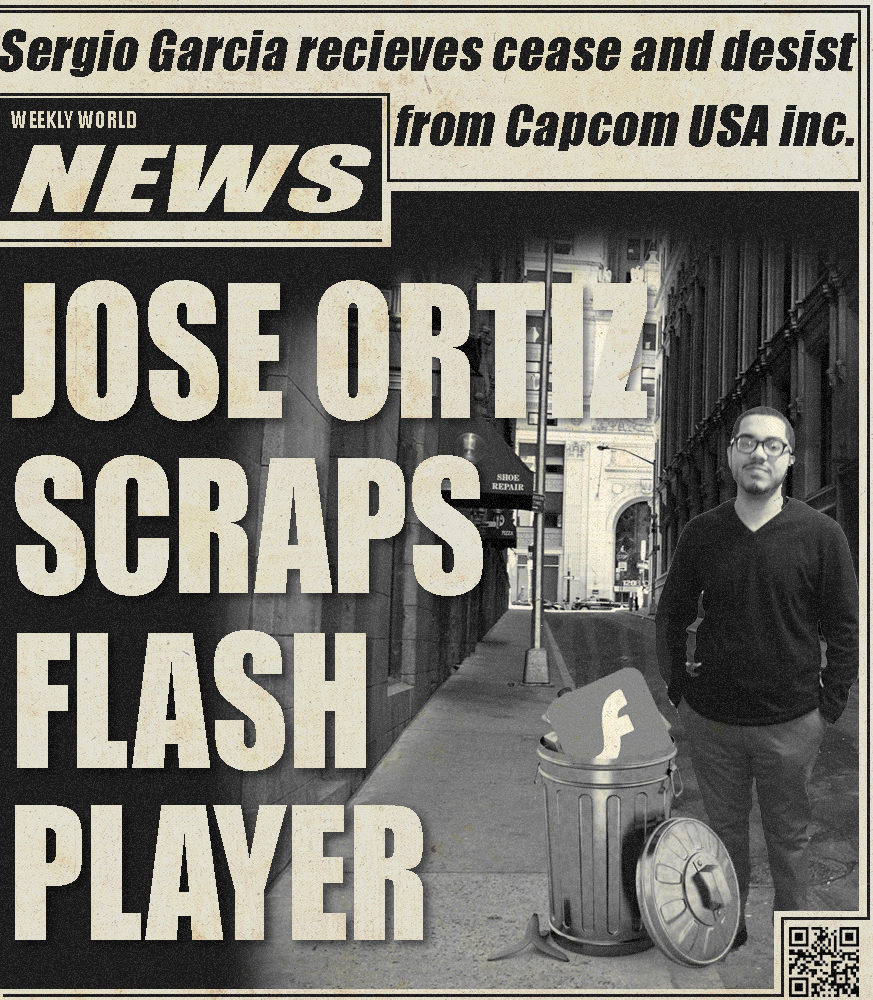 Sergio Garcia recieves cease and desist
from Capcom USA inc.
WEEKLY WORLD
NEWS
JOSE ORTIZ
SCRAPS
FLASH
PLAYER
SHOE
REPAIR
PIZZA
f